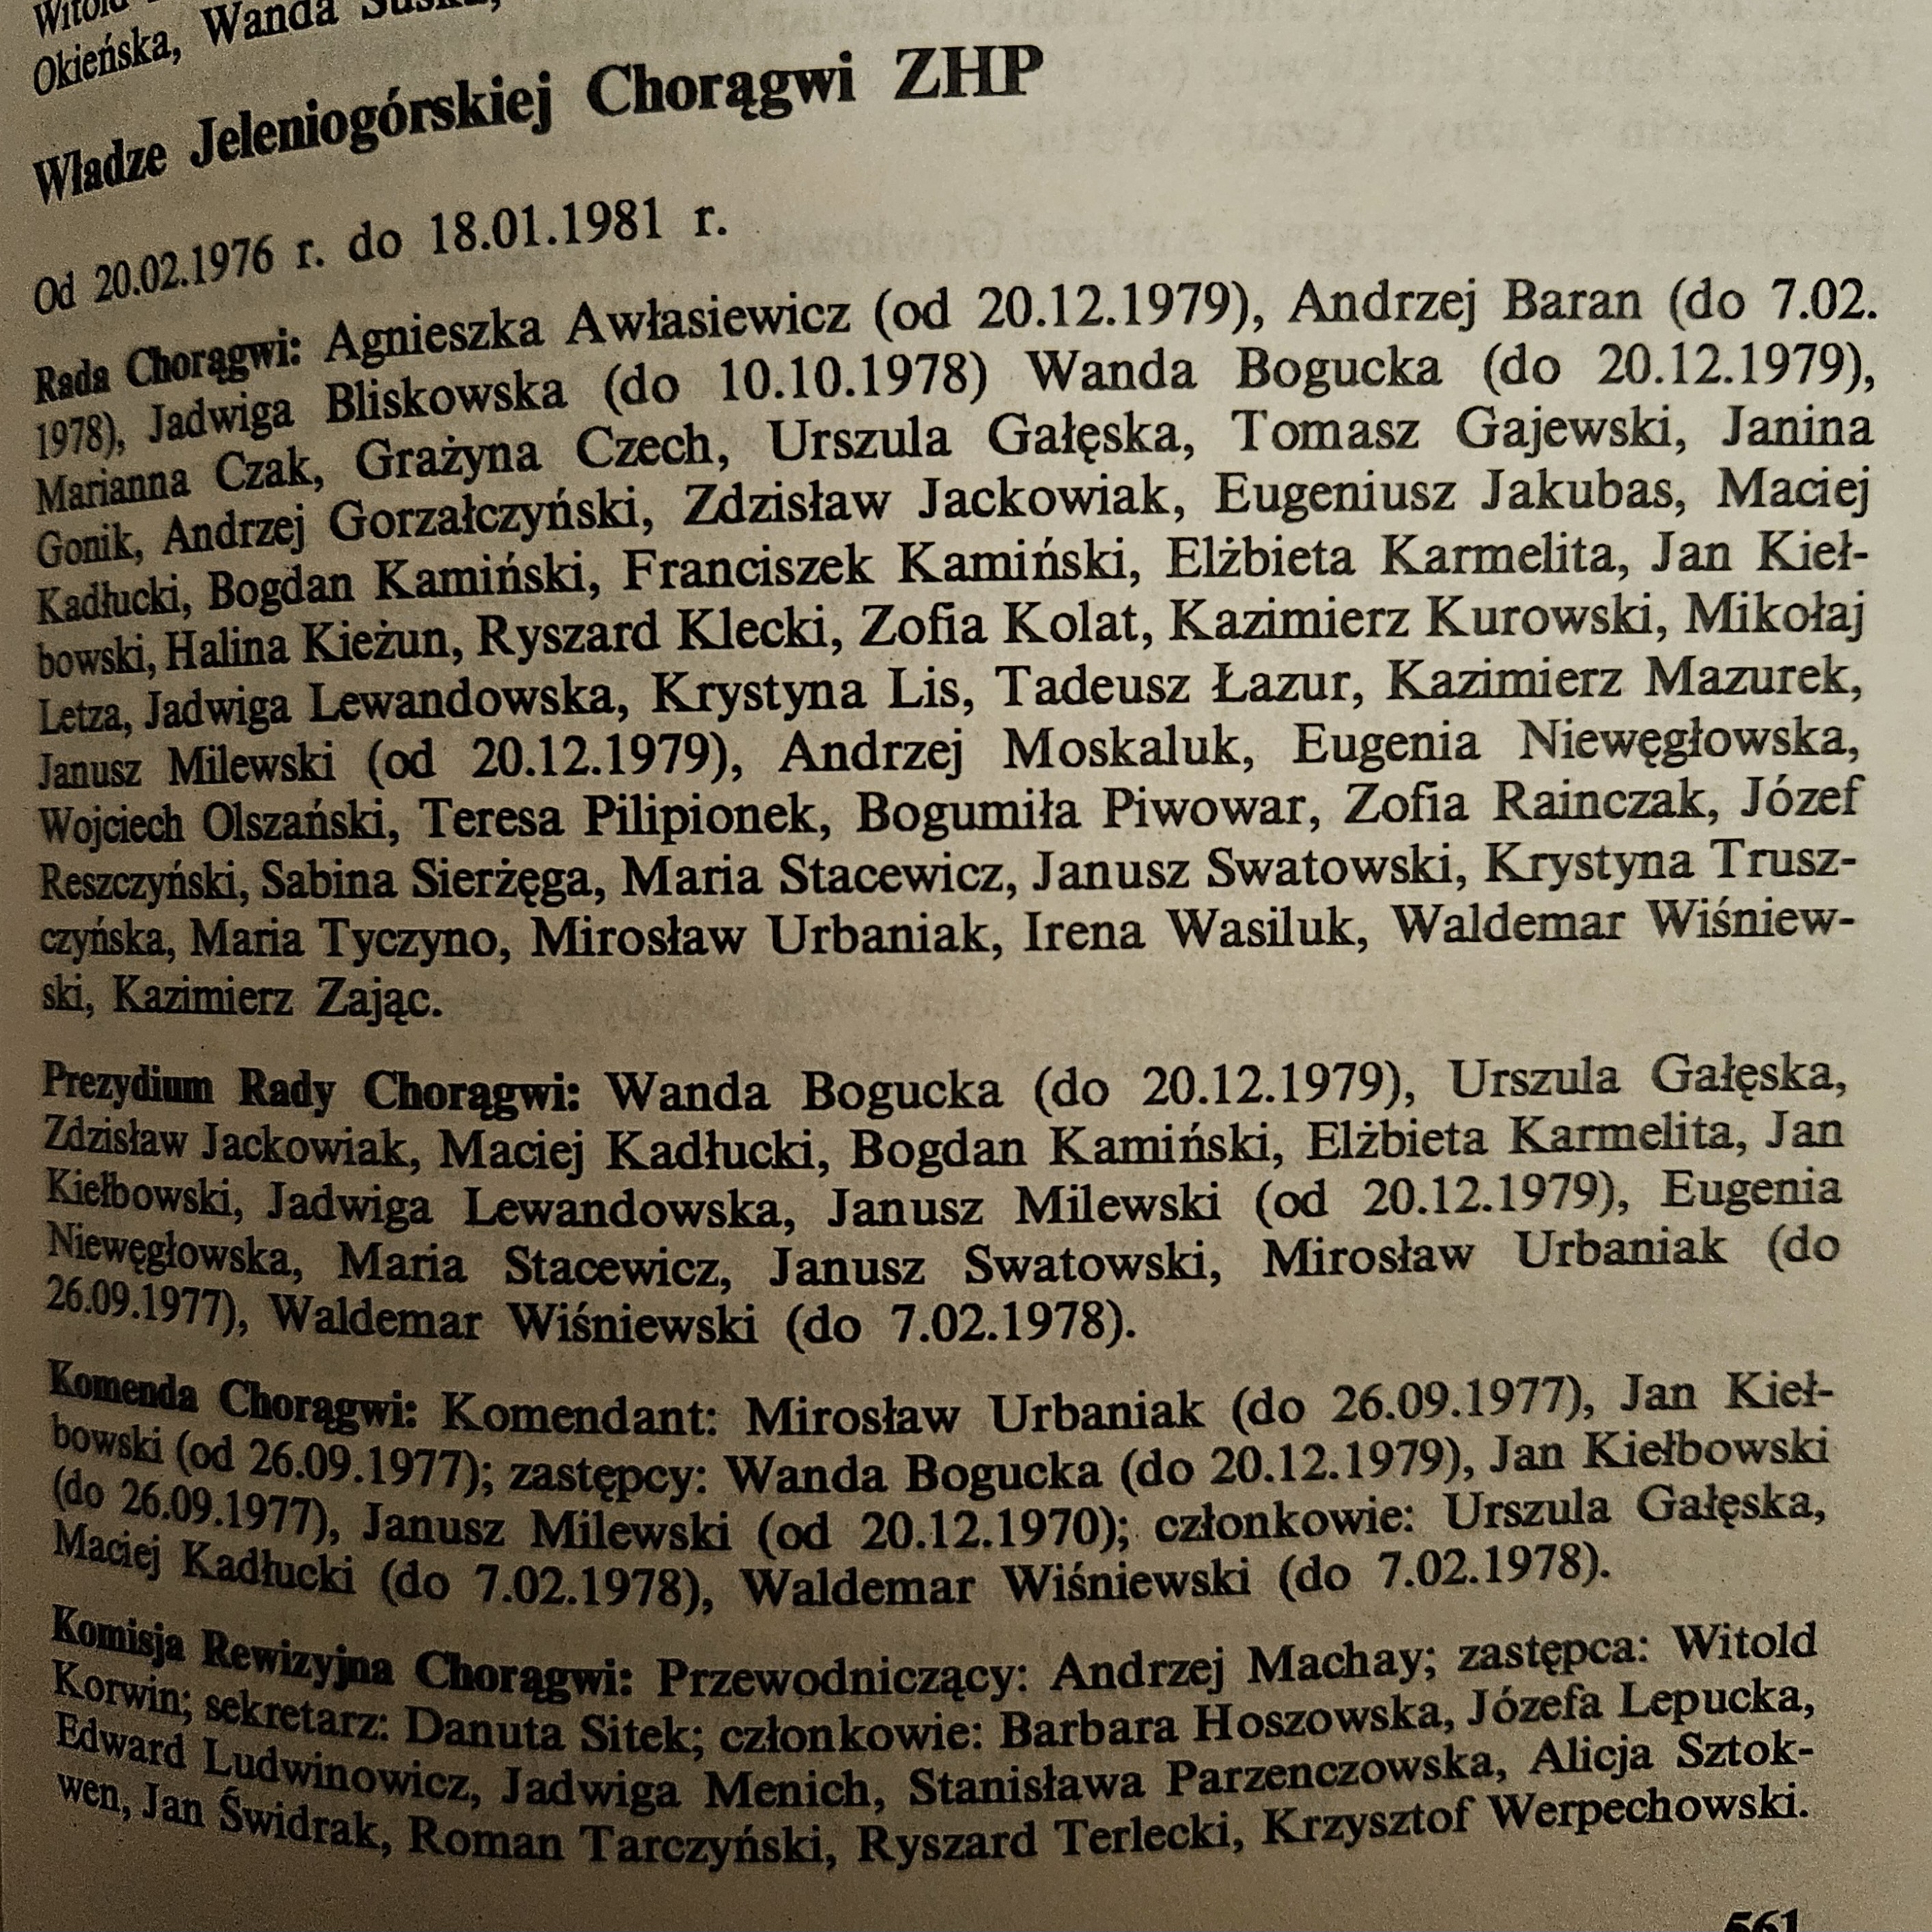 Witold
Okieńska, Wanda
Władze Jeleniogórskiej Chorągwi ZHP
Od 20.02.1976 r. do 18.01.1981 r.
Rada Chorągwi: Agnieszka Awłasiewicz (od 20.12.1979), Andrzej Baran (do 7.02.
1978), Jadwiga Bliskowska (do 10.10.1978) Wanda Bogucka (do 20.12.1979),
Marianna Czak, Grażyna Czech, Urszula Gałęska, Tomasz Gajewski, Janina
Gonik, Andrzej Gorzałczyński, Zdzisław Jackowiak, Eugeniusz Jakubas, Maciej
Kadłucki, Bogdan Kamiński, Franciszek Kamiński, Elżbieta Karmelita, Jan Kieł-
bowski, Halina Kieżun, Ryszard Klecki, Zofia Kolat, Kazimierz Kurowski, Mikołaj
Letza, Jadwiga Lewandowska, Krystyna Lis, Tadeusz Łazur, Kazimierz Mazurek,
Janusz Milewski (od 20.12.1979), Andrzej Moskaluk, Eugenia Niewęgłowska,
Wojciech Olszański, Teresa Pilipionek, Bogumiła Piwowar, Zofia Rainczak, Józef
Reszczyński, Sabina Sierżęga, Maria Stacewicz, Janusz Swatowski, Krystyna Trusz-
czyńska, Maria Tyczyno, Mirosław Urbaniak, Irena Wasiluk, Waldemar Wiśniew-
ski, Kazimierz Zając.
Prezydium Rady Chorągwi: Wanda Bogucka (do 20.12.1979), Urszula Gałęska,
Zdzisław Jackowiak, Maciej Kadłucki, Bogdan Kamiński, Elżbieta Karmelita, Jan
Kiełbowski, Jadwiga Lewandowska, Janusz Milewski (od 20.12.1979), Eugenia
Niewęgłowska, Maria Stacewicz, Janusz Swatowski, Mirosław Urbaniak (do
26.09.1977), Waldemar Wiśniewski (do 7.02.1978).
Komenda Chorągwi: Komendant: Mirosław Urbaniak (do 26.09.1977), Jan Kieł-
bowski (od 26.09.1977); zastępcy: Wanda Bogucka (do 20.12.1979), Jan Kiełbowski
(do 26.09.1977), Janusz Milewski (od 20.12.1970); członkowie: Urszula Gałęska,
Maciej Kadłucki (do 7.02.1978), Waldemar Wiśniewski (do 7.02.1978).
Komisja Rewizyjna Chorągwi: Przewodniczący: Andrzej Machay; zastępca: Witold
Korwin; sekretarz: Danuta Sitek; członkowie: Barbara Hoszowska, Józefa Lepucka,
Edward Ludwinowicz, Jadwiga Menich, Stanisława Parzenczowska, Alicja Sztok-
wen, Jan Świdrak, Roman Tarczyński, Ryszard Terlecki, Krzysztof Werpechowski.
561